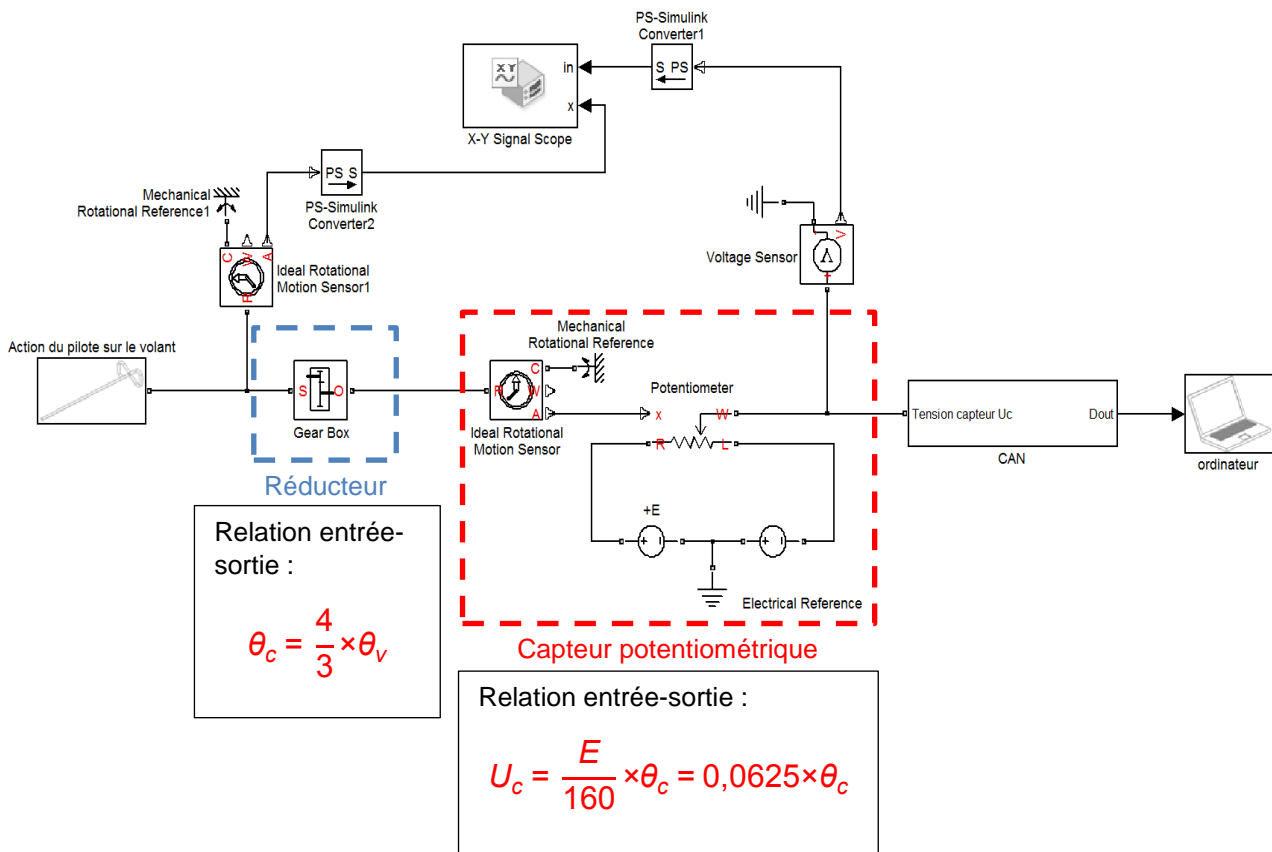 PS-Simulink
Converter1
in
x
S PS
X-Y Signal Scope
PS S
PS-Simulink
Converter2
Mechanical
Rotational Reference1
C
W
A
R
Ideal Rotational
Motion Sensor1
V
Voltage Sensor
V
+
-
Action du pilote sur le volant
S
O
Gear Box
Réducteur
Mechanical
Rotational Reference
R
C
W
A
Ideal Rotational
Motion Sensor
Potentiometer
x
W
R
L
+E
+
-
+
-
Electrical Reference
Capteur potentiométrique
Tension capteur Uc
Dout
CAN
ordinateur
Relation entrée-
sortie :
θc = 4/3 ×θv
Relation entrée-sortie :
Uc = E/160 ×θc = 0,0625×θc